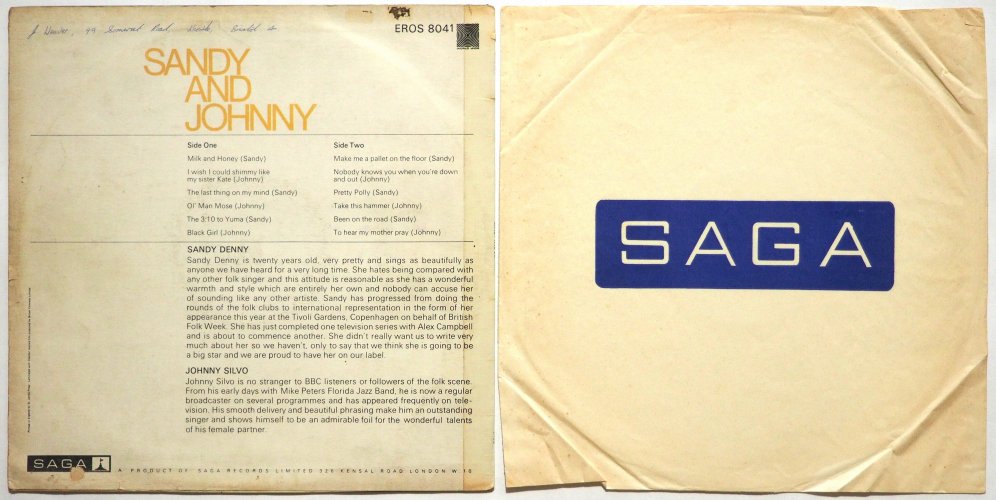 EROS 8041
SANDY
AND
JOHNNY
Side One
Milk and Honey (Sandy)
I wish I could shimmy like
my sister Kate (Johnny)
The last thing on my mind (Sandy)
Ol' Man Mose (Johnny)
The 3:10 to Yuma (Sandy)
Black Girl (Johnny)
Side Two
Make me a pallet on the floor (Sandy)
Nobody knows you when you're down
and out (Johnny)
Pretty Polly (Sandy)
Take this hammer (Johnny)
Been on the road (Sandy)
To hear my mother pray (Johnny)
SANDY DENNY
Sandy Denny is twenty years old, very pretty and sings as beautifully as
anyone we have heard for a very long time. She hates being compared with
any other folk singer and this attitude is reasonable as she has a wonderful
warmth and style which are entirely her own and nobody can accuse her
of sounding like any other artiste. Sandy has progressed from doing the
rounds of the folk clubs to international representation in the form of her
appearance this year at the Tivoli Gardens, Copenhagen on behalf of British
Folk Week. She has just completed one television series with Alex Campbell
and is about to commence another. She didn't really want us to write very
much about her so we haven't, only to say that we think she is going to be
a big star and we are proud to have her on our label.
JOHNNY SILVO
Johnny Silvo is no stranger to BBC listeners or followers of the folk scene.
From his early days with Mike Peters Florida Jazz Band, he is now a regular
broadcaster on several programmes and has appeared frequently on tele-
vision. His smooth delivery and beautiful phrasing make him an outstanding
singer and shows himself to be an admirable foil for the wonderful talents
of his female partner.
SAGA
A PRODUCT OF SAGA RECORDS LIMITED 326 KENSAL ROAD LONDON W 10
SAGA